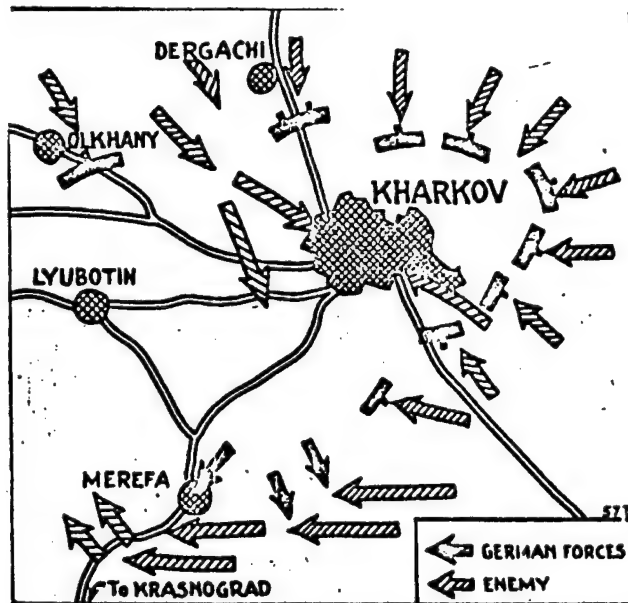 DERGACHI
OLKHANY
KHARKOV
LYUBOTIN
MEREFA
To KRASNOGRAD
GERMAN FORCES
ENEMY